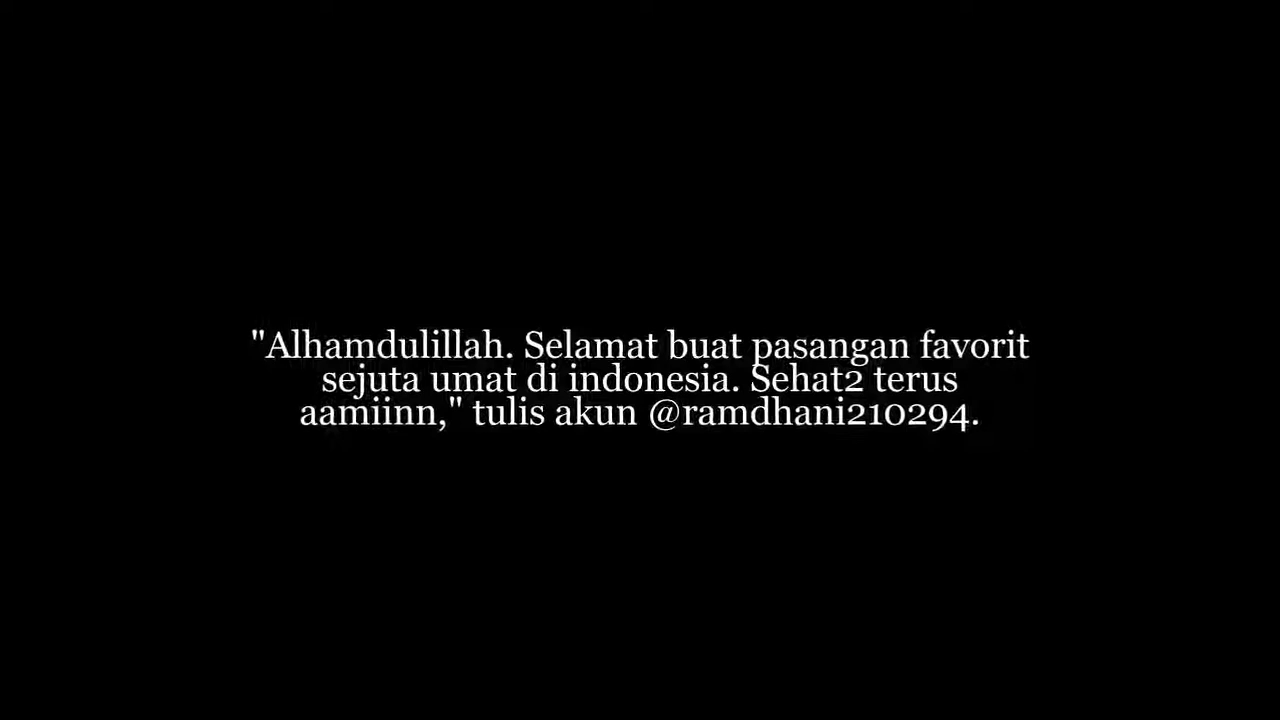 "Alhamdulillah. Selamat buat pasangan favorit
sejuta umat di indonesia. Sehat2 terus
aamiinn," tulis akun @ramdhani210294.